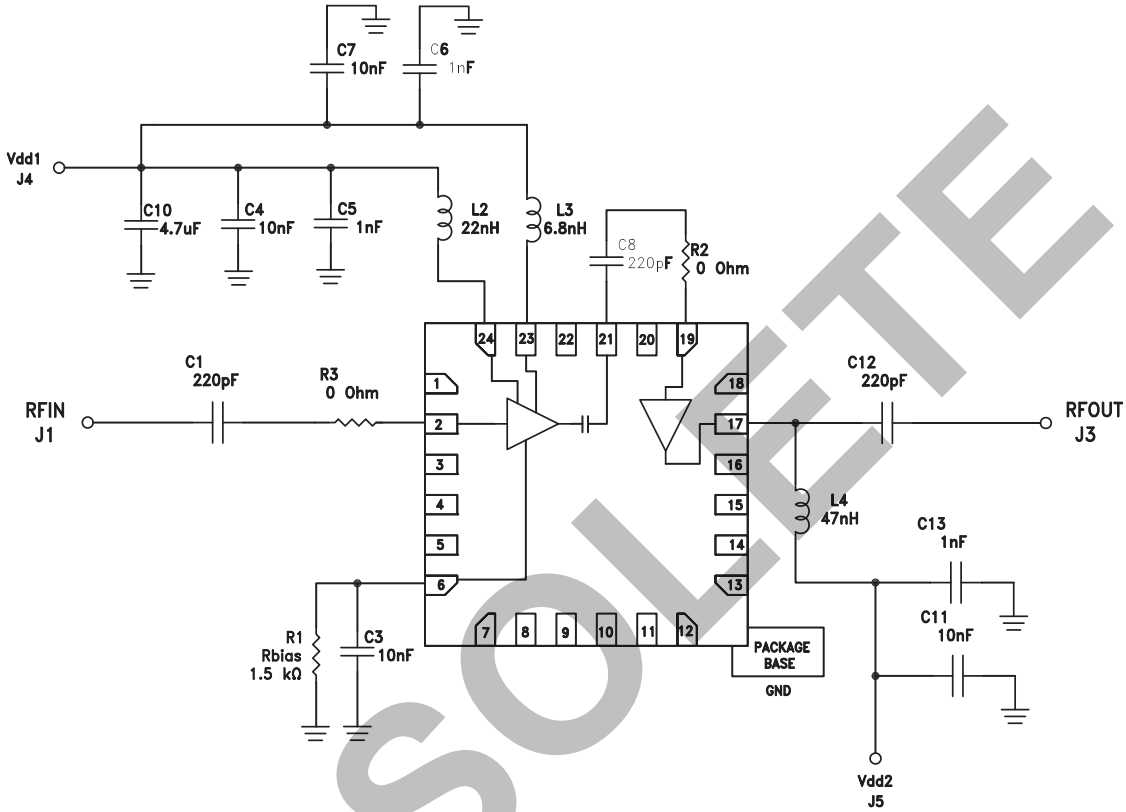 C7
10nF
C6
1nF
Vdd1
J4
C10
4.7uF
C4
10nF
C5
1nF
L2
22nH
L3
6.8nH
C8
220pF
R2
0 Ohm
24
23
22
21
20
19
C1
220pF
R3
0 Ohm
RFIN
J1
1
2
3
4
5
6
18
17
16
15
14
13
C12
220pF
RFOUT
J3
L4
47nH
C13
1nF
C11
10nF
R1
Rbias
1.5 kΩ
C3
10nF
7
8
9
10
11
12
PACKAGE
BASE
GND
Vdd2
J5
SOLETE